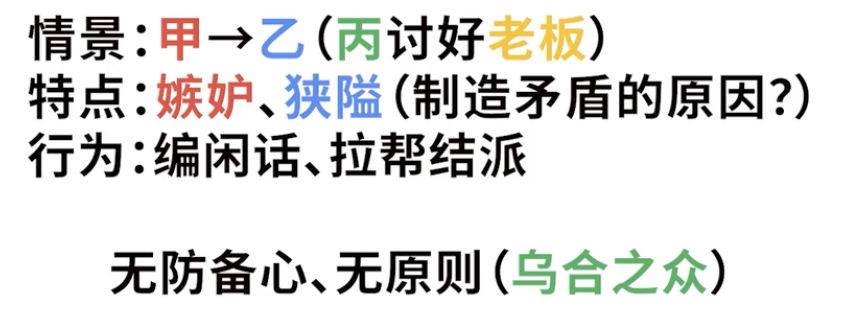 情景：甲→乙（丙讨好老板）
特点：嫉妒、狭隘（制造矛盾的原因？）
行为：编闲话、拉帮结派
无防备心、无原则（乌合之众）